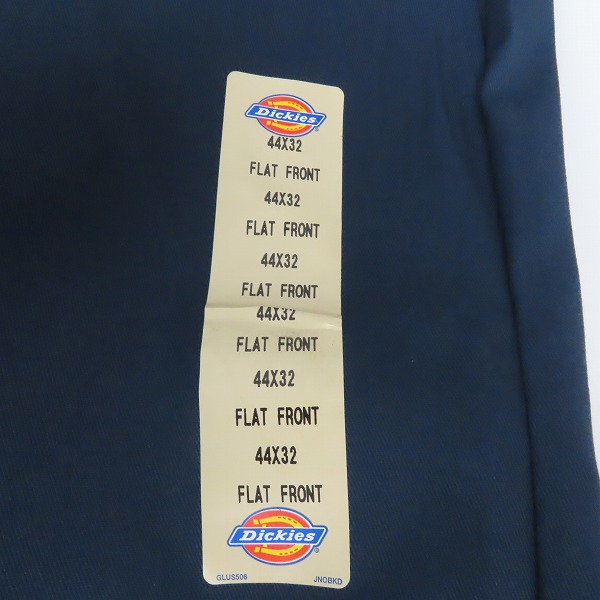 Dickies
®
44X32
FLAT FRONT
44X32
FLAT FRONT
44X32
FLAT FRONT
44X32
FLAT FRONT
44X32
FLAT FRONT
44X32
FLAT FRONT
Dickies
®
GLUS506 JNOBKD